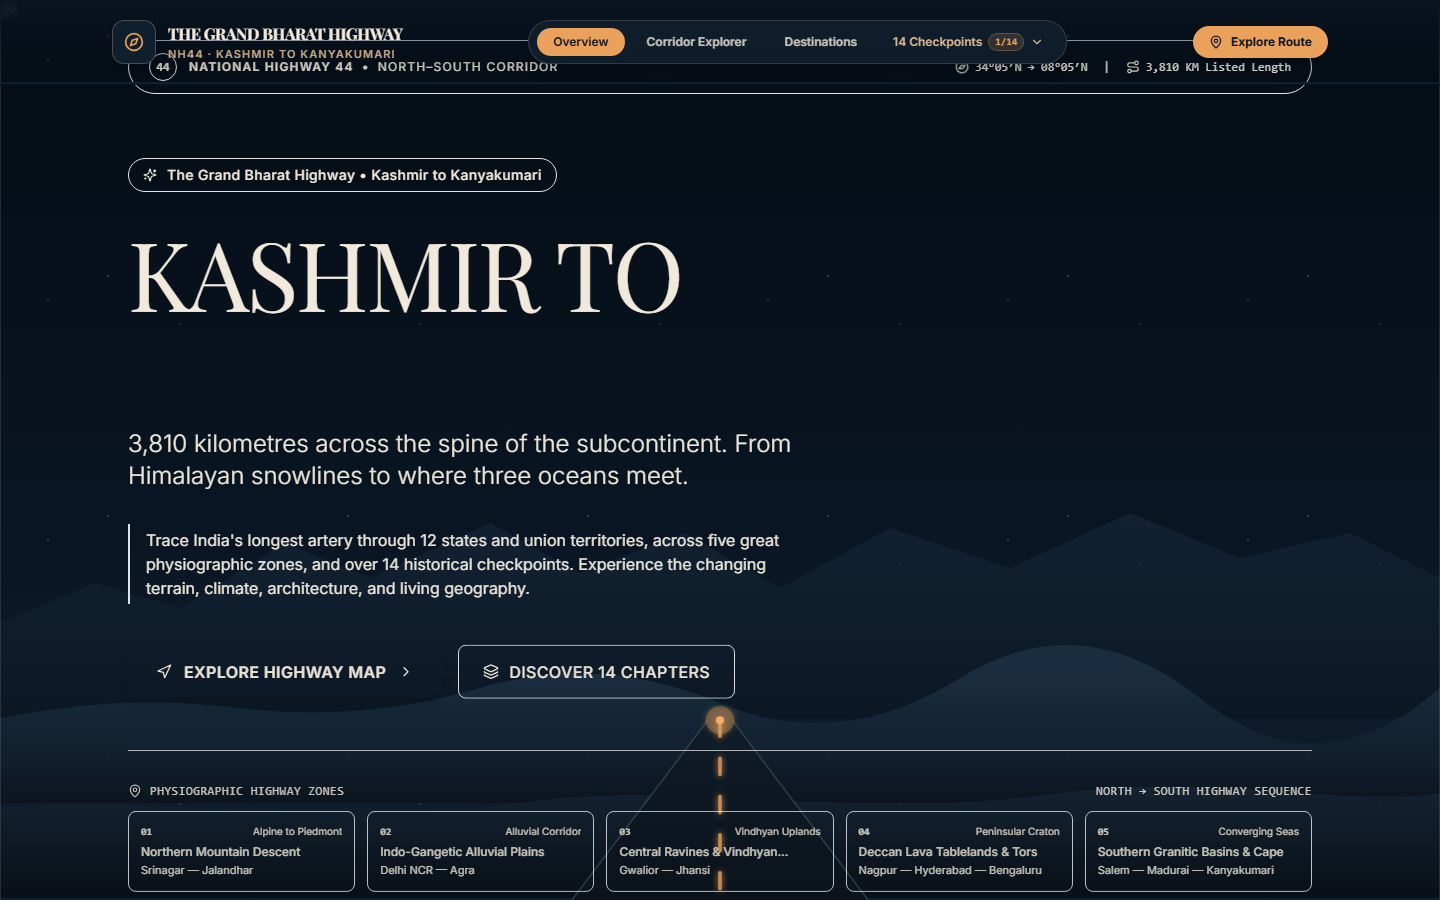 THE GRAND BHARAT HIGHWAY
NH44 · KASHMIR TO KANYAKUMARI
Overview
Corridor Explorer
Destinations
14 Checkpoints 1/14
Explore Route
44 NATIONAL HIGHWAY 44 • NORTH–SOUTH CORRIDOR
34°05′N → 08°05′N | 3,810 KM Listed Length
The Grand Bharat Highway • Kashmir to Kanyakumari
KASHMIR TO
3,810 kilometres across the spine of the subcontinent. From
Himalayan snowlines to where three oceans meet.
Trace India's longest artery through 12 states and union territories, across five great
physiographic zones, and over 14 historical checkpoints. Experience the changing
terrain, climate, architecture, and living geography.
EXPLORE HIGHWAY MAP
DISCOVER 14 CHAPTERS
PHYSIOGRAPHIC HIGHWAY ZONES
NORTH → SOUTH HIGHWAY SEQUENCE
01 Alpine to Piedmont
Northern Mountain Descent
Srinagar — Jalandhar
02 Alluvial Corridor
Indo-Gangetic Alluvial Plains
Delhi NCR — Agra
03 Vindhyan Uplands
Central Ravines & Vindhyan...
Gwalior — Jhansi
04 Peninsular Craton
Deccan Lava Tablelands & Tors
Nagpur — Hyderabad — Bengaluru
05 Converging Seas
Southern Granitic Basins & Cape
Salem — Madurai — Kanyakumari